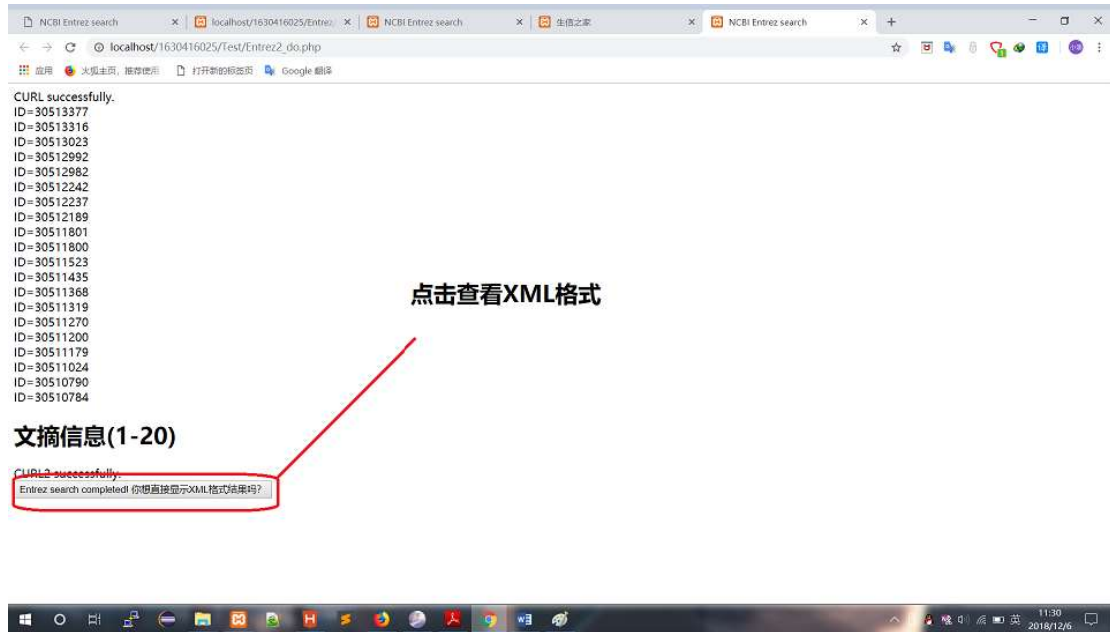 NCBI Entrez search
localhost/1630416025/Entrez
NCBI Entrez search
生信之家
NCBI Entrez search
localhost/1630416025/Test/Entrez2_do.php
应用
火狐主页, 推荐使用
打开新的标签页
Google 翻译
CURL successfully.
ID=30513377
ID=30513316
ID=30513023
ID=30512992
ID=30512982
ID=30512242
ID=30512237
ID=30512189
ID=30511801
ID=30511800
ID=30511523
ID=30511435
ID=30511368
ID=30511319
ID=30511270
ID=30511200
ID=30511179
ID=30511024
ID=30510790
ID=30510784
点击查看XML格式
文摘信息(1-20)
CURL2 successfully.
Entrez search completed! 你想直接显示XML格式结果吗?
英
11:30
2018/12/6